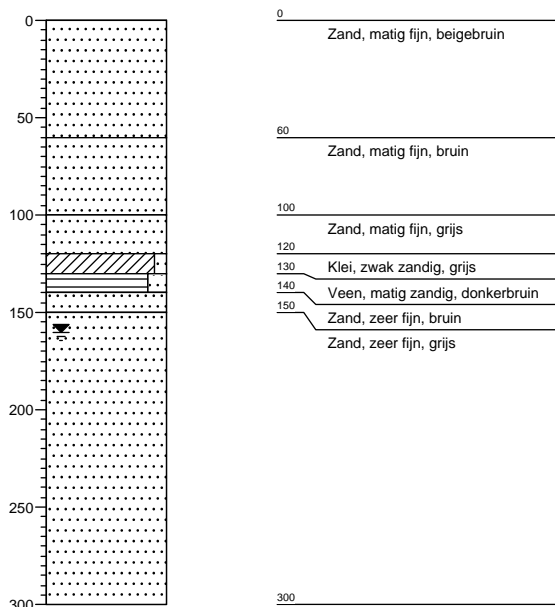 0
50
100
150
200
250
300
0
Zand, matig fijn, beigebruin
60
Zand, matig fijn, bruin
100
Zand, matig fijn, grijs
120
Klei, zwak zandig, grijs
130
Veen, matig zandig, donkerbruin
140
Zand, zeer fijn, bruin
150
Zand, zeer fijn, grijs
300